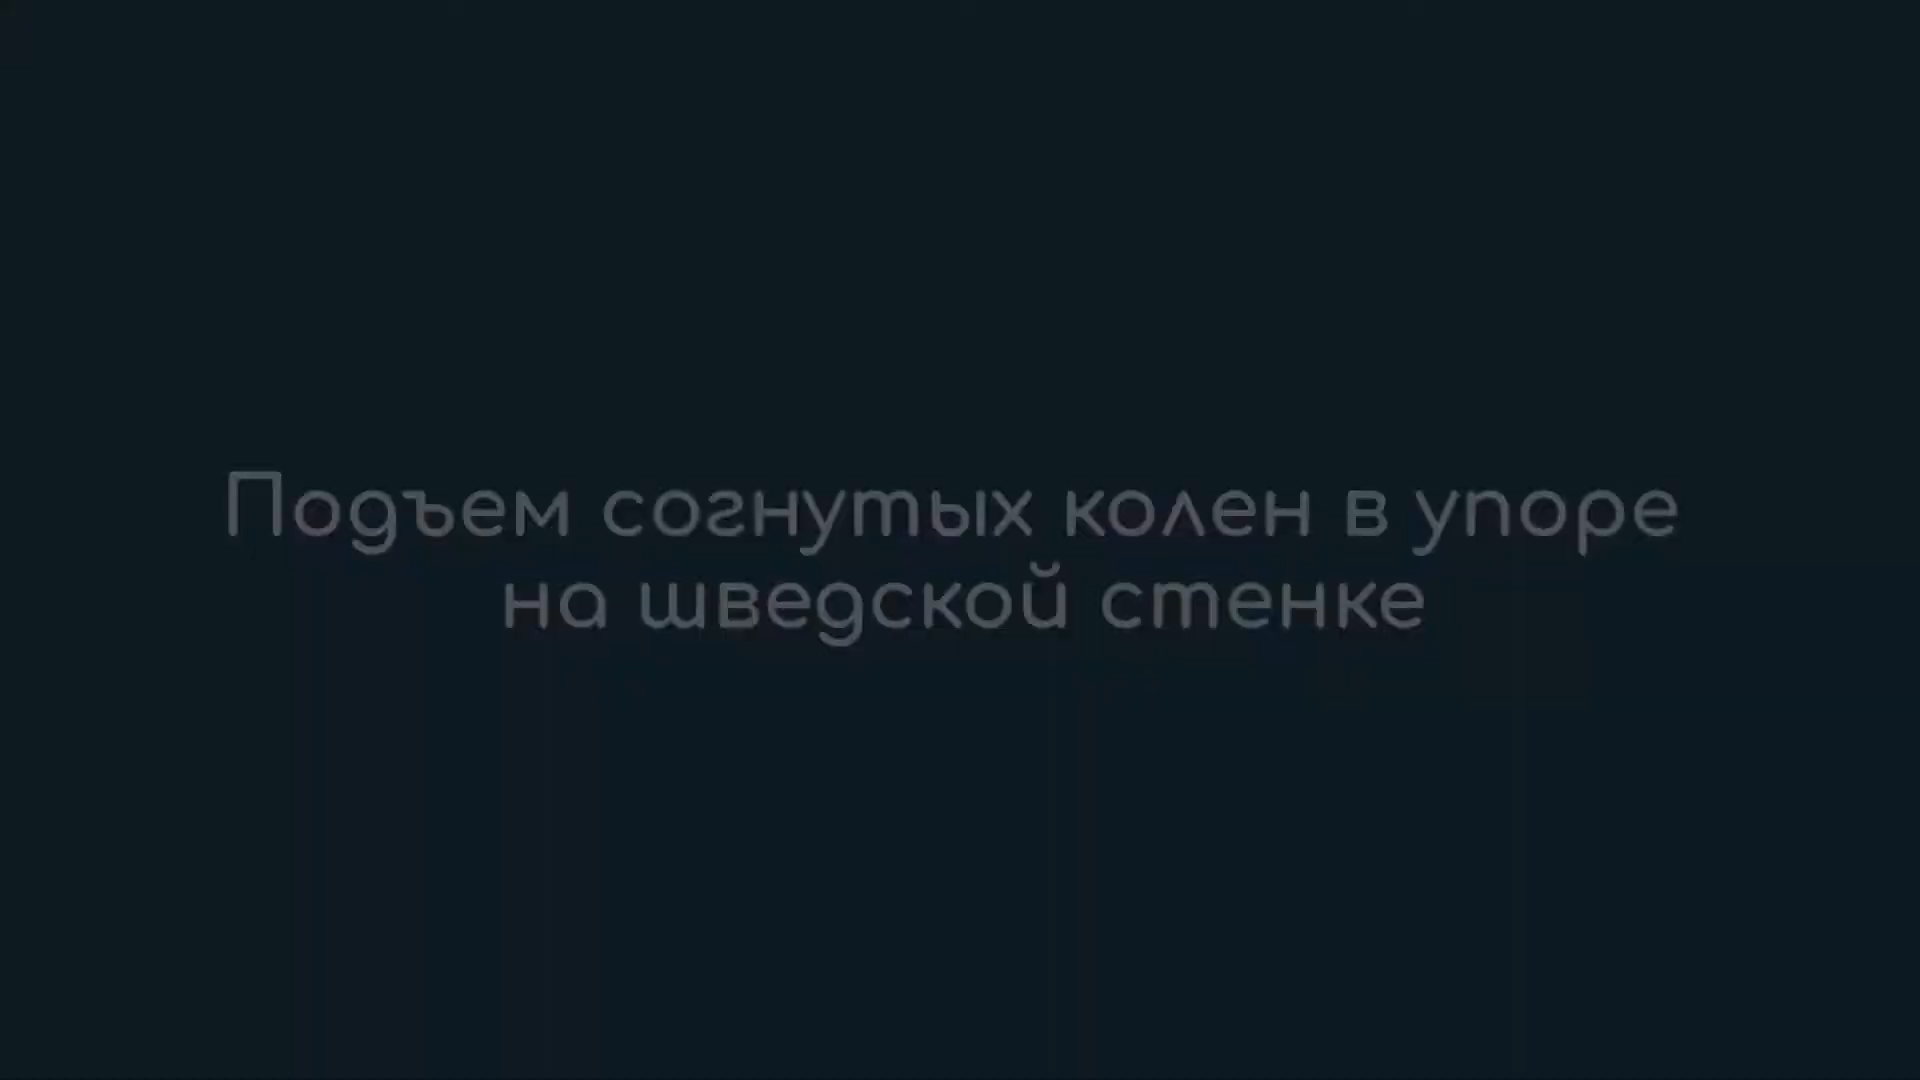 Подъем согнутых колен в упоре
на шведской стенке